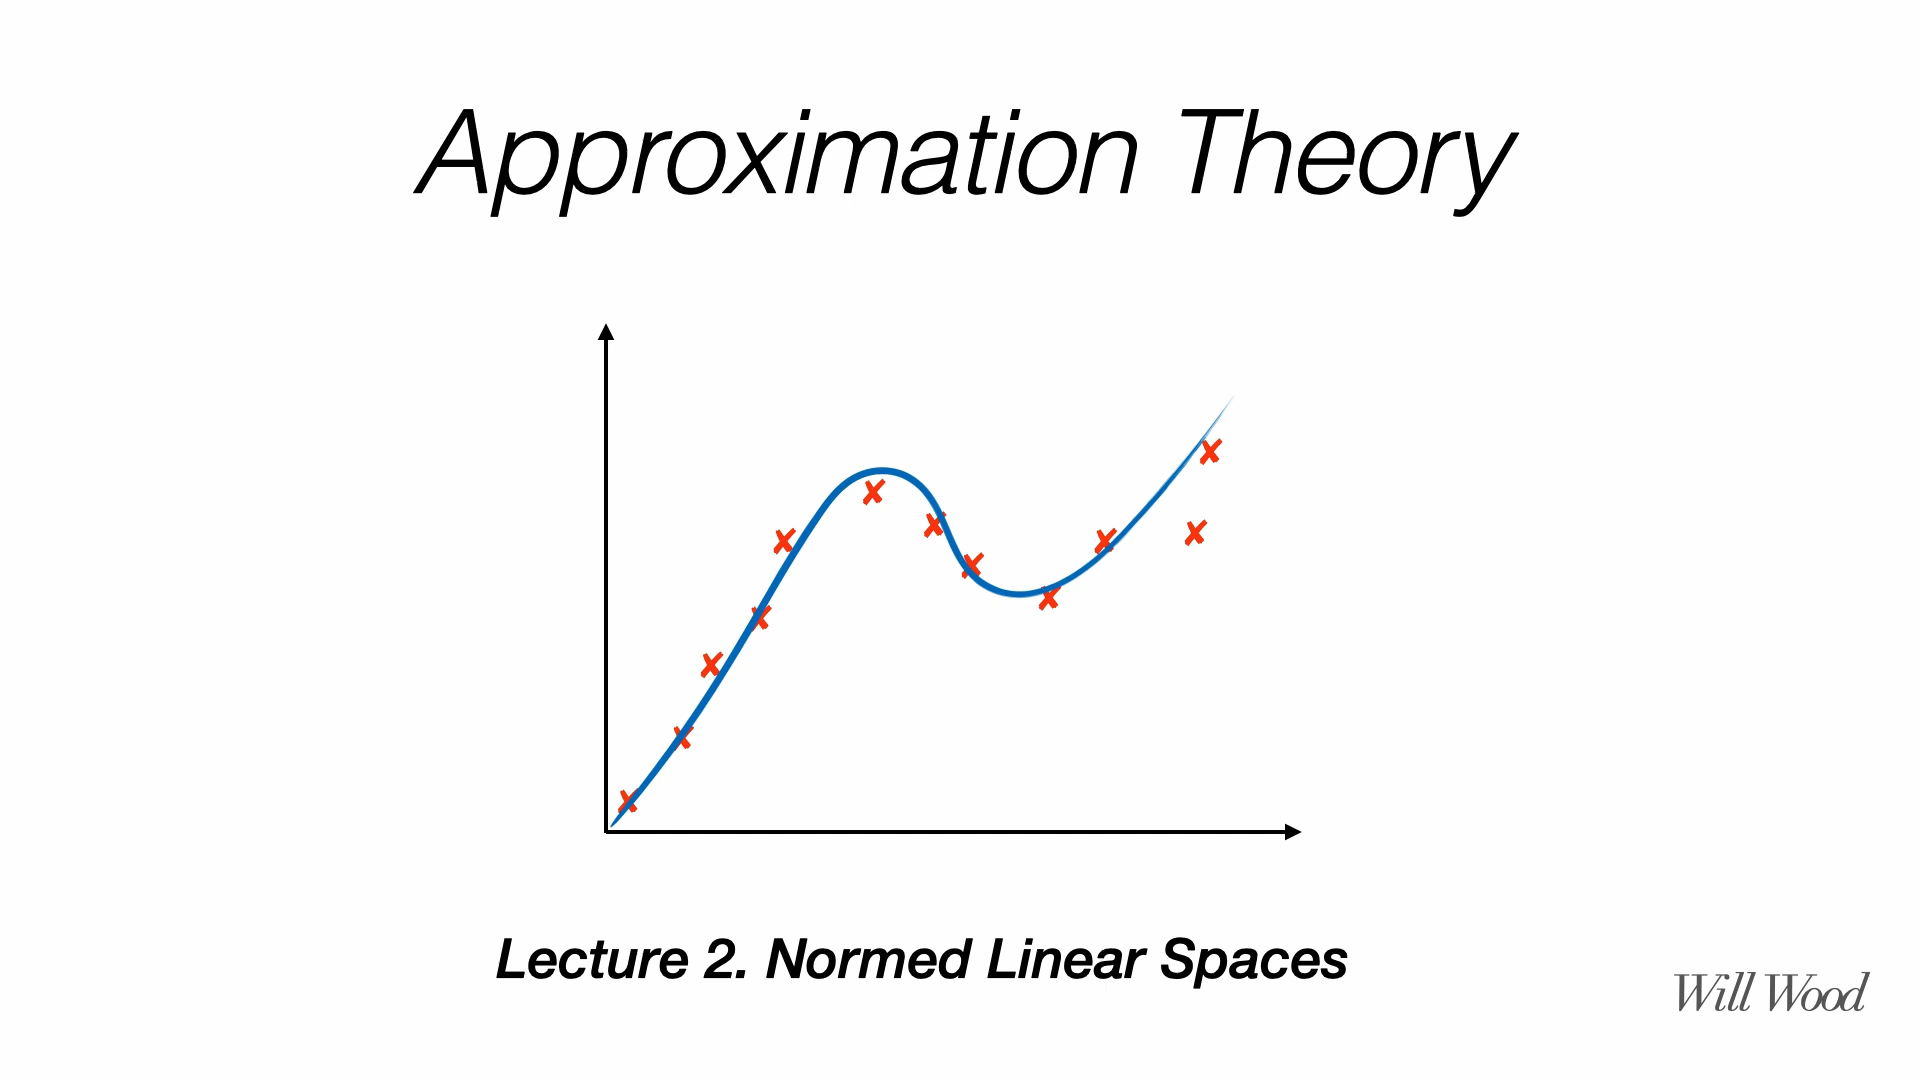 Approximation Theory
Lecture 2. Normed Linear Spaces
Will Wood